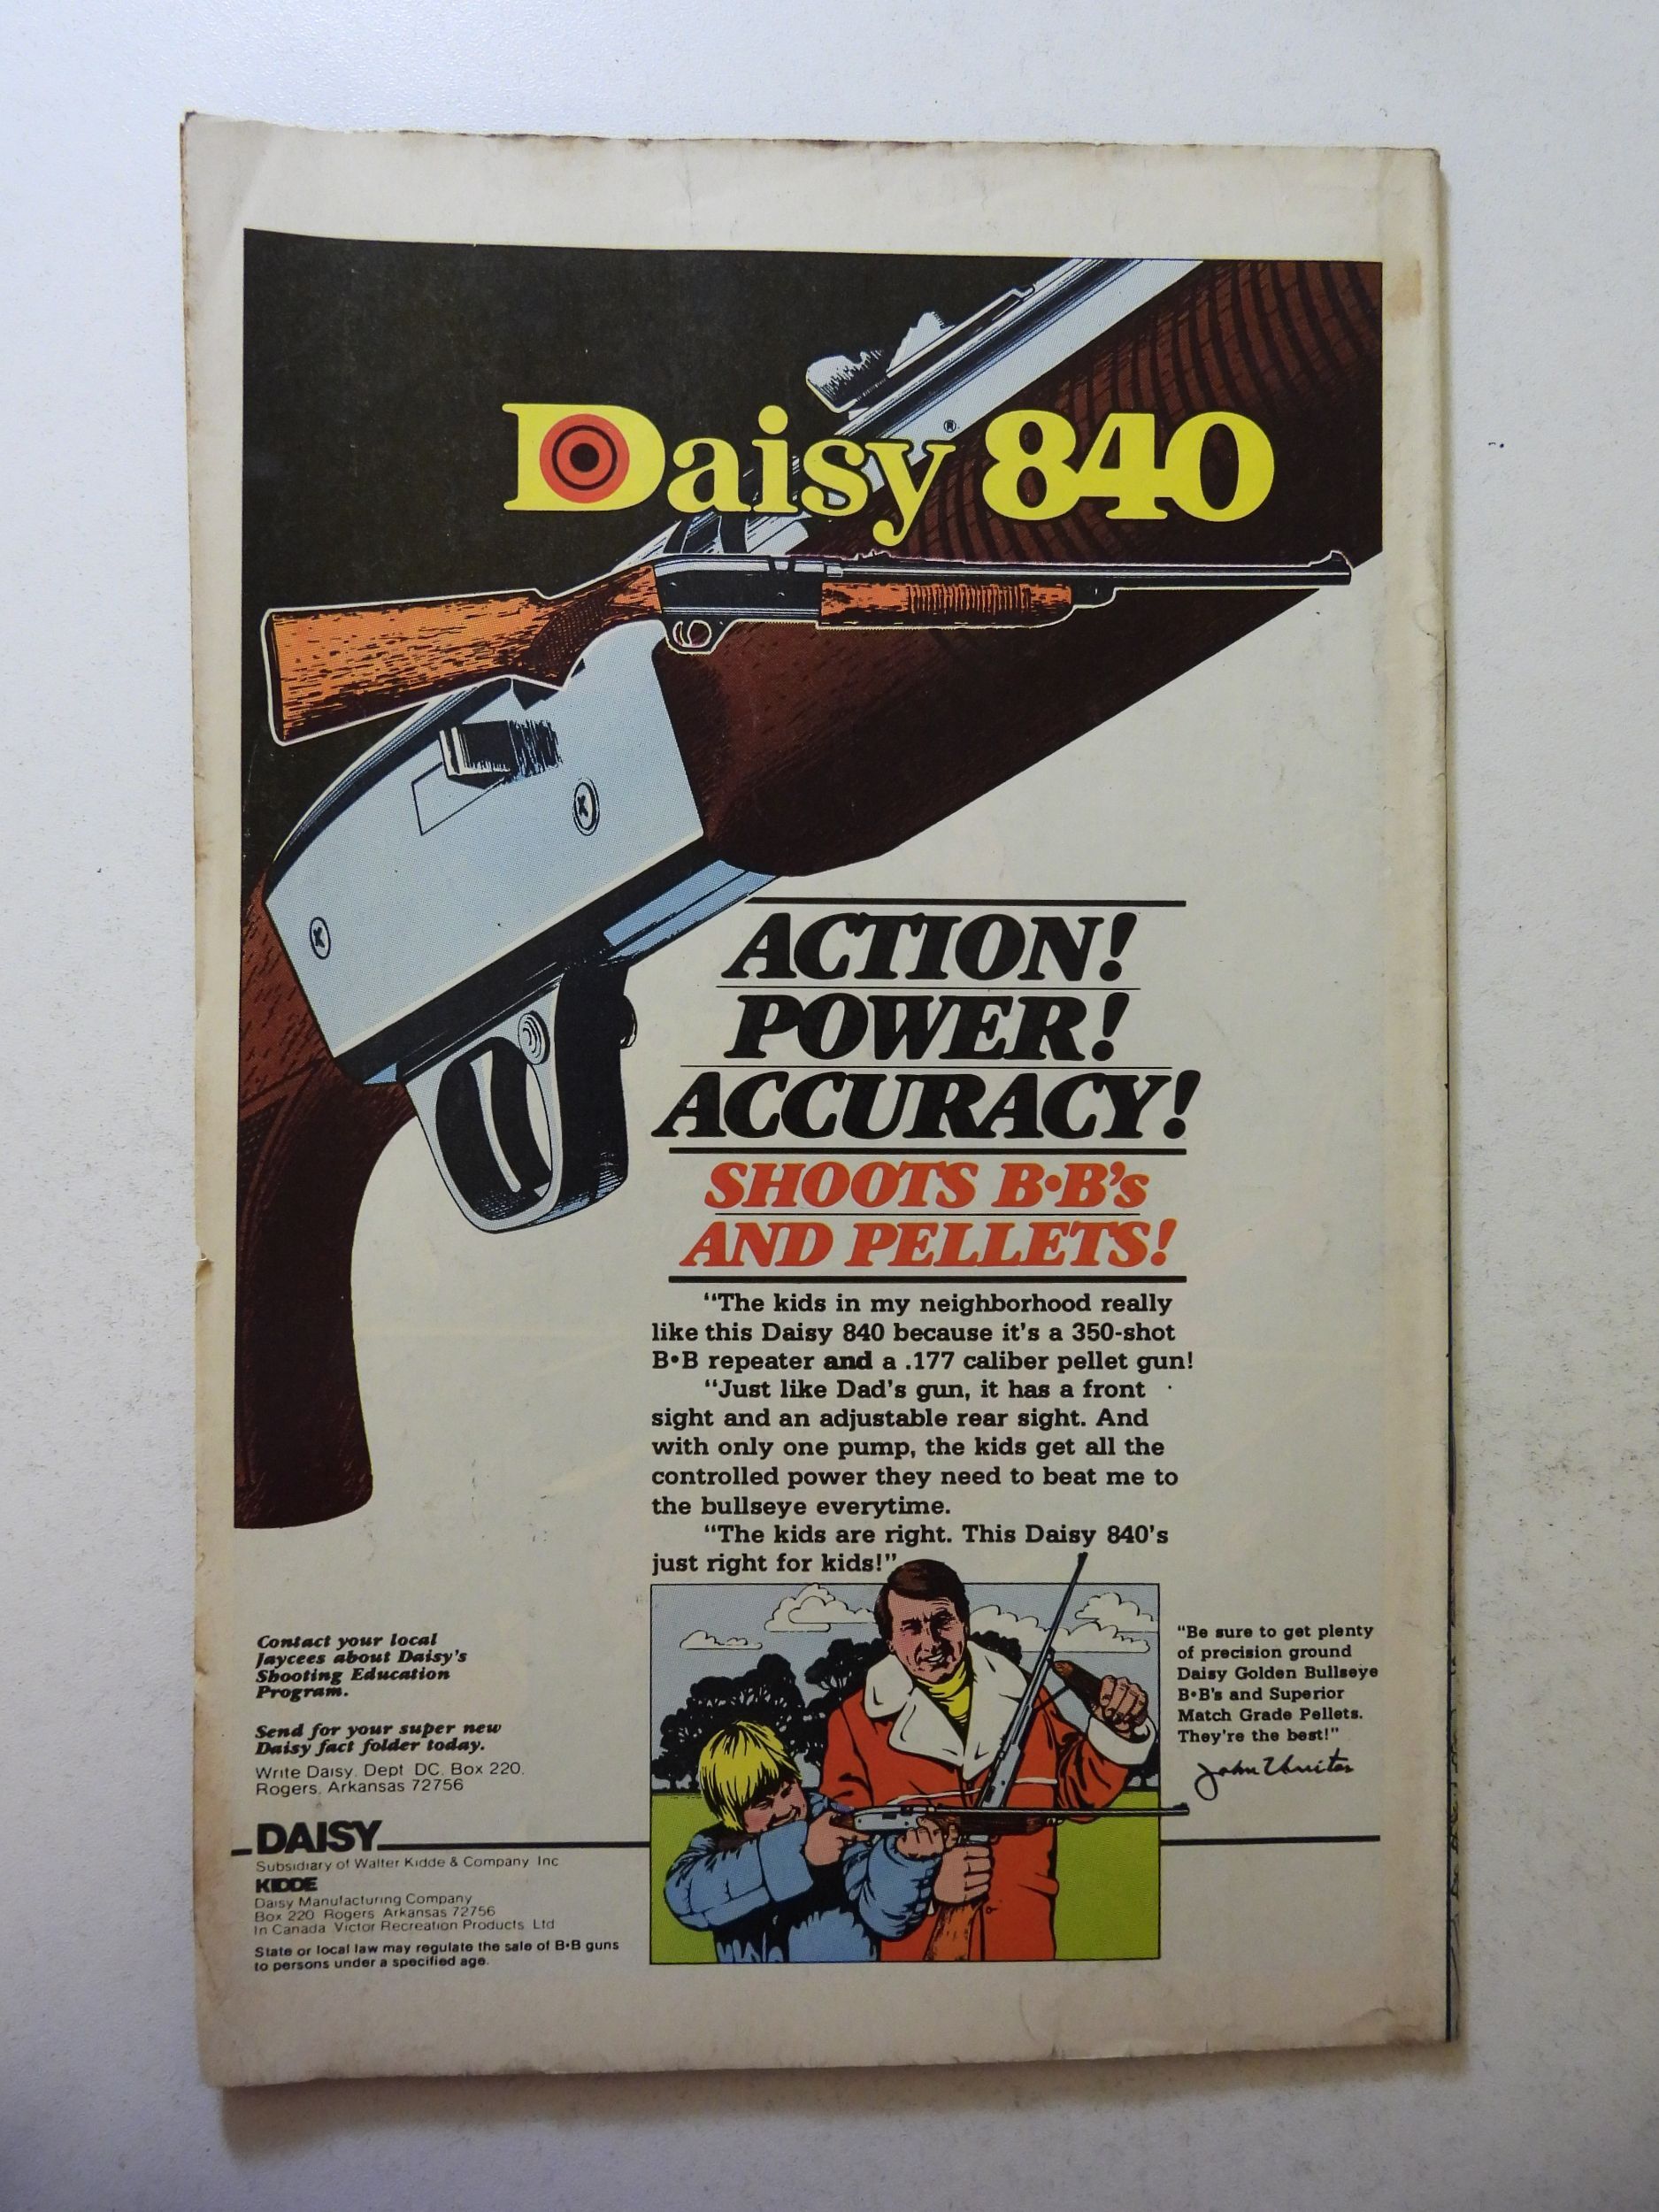 Daisy® 840
ACTION!
POWER!
ACCURACY!
SHOOTS B•B's
AND PELLETS!
"The kids in my neighborhood really
like this Daisy 840 because it's a 350-shot
B•B repeater and a .177 caliber pellet gun!
"Just like Dad's gun, it has a front
sight and an adjustable rear sight. And
with only one pump, the kids get all the
controlled power they need to beat me to
the bullseye everytime.
"The kids are right. This Daisy 840's
just right for kids!"
Contact your local
Jaycees about Daisy's
Shooting Education
Program.
Send for your super new
Daisy fact folder today.
Write Daisy, Dept DC, Box 220,
Rogers, Arkansas 72756
DAISY
Subsidiary of Walter Kidde & Company Inc
KIDDE
Daisy Manufacturing Company
Box 220 Rogers Arkansas 72756
In Canada Victor Recreation Products Ltd
State or local law may regulate the sale of B•B guns
to persons under a specified age.
"Be sure to get plenty
of precision ground
Daisy Golden Bullseye
B•B's and Superior
Match Grade Pellets.
They're the best!"
John